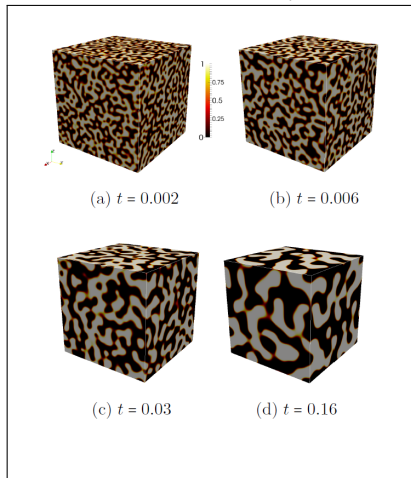 1
0.75
0.5
0.25
0
(a) t = 0.002
(b) t = 0.006
(c) t = 0.03
(d) t = 0.16